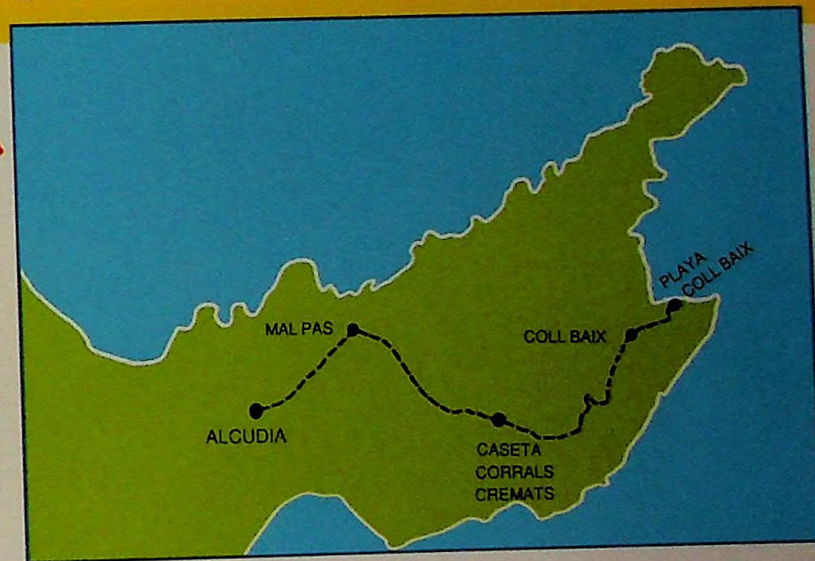 PLAYA
COLL BAIX
MAL PAS
COLL BAIX
ALCUDIA
CASETA
CORRALS
CREMATS